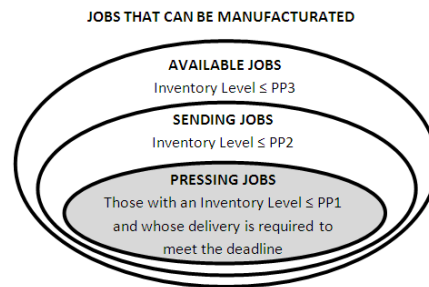 JOBS THAT CAN BE MANUFACTURATED
AVAILABLE JOBS
Inventory Level ≤ PP3
SENDING JOBS
Inventory Level ≤ PP2
PRESSING JOBS
Those with an Inventory Level ≤ PP1
and whose delivery is required to
meet the deadline